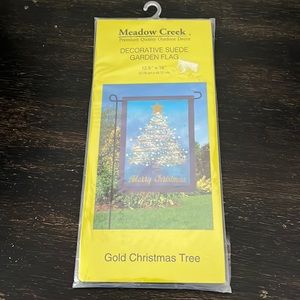 Meadow Creek
Premium Quality Outdoor Decor
DECORATIVE SUEDE
GARDEN FLAG
12.5" x 18"
Merry Christmas
Gold Christmas Tree